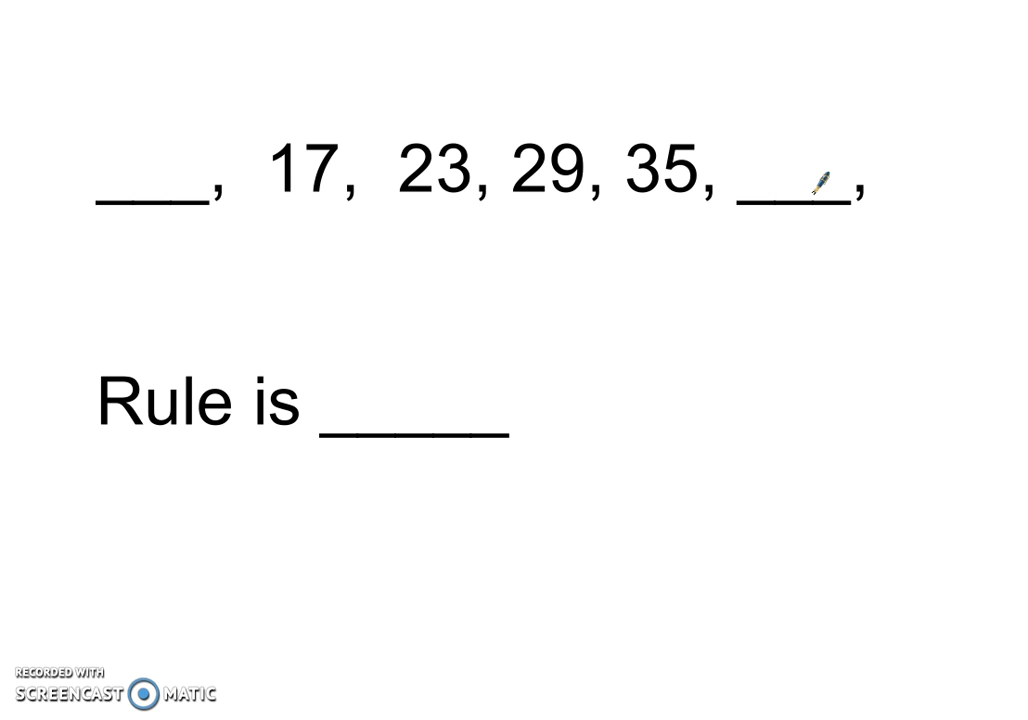 ___, 17, 23, 29, 35, ___,
Rule is _____
RECORDED WITH
SCREENCAST MATIC